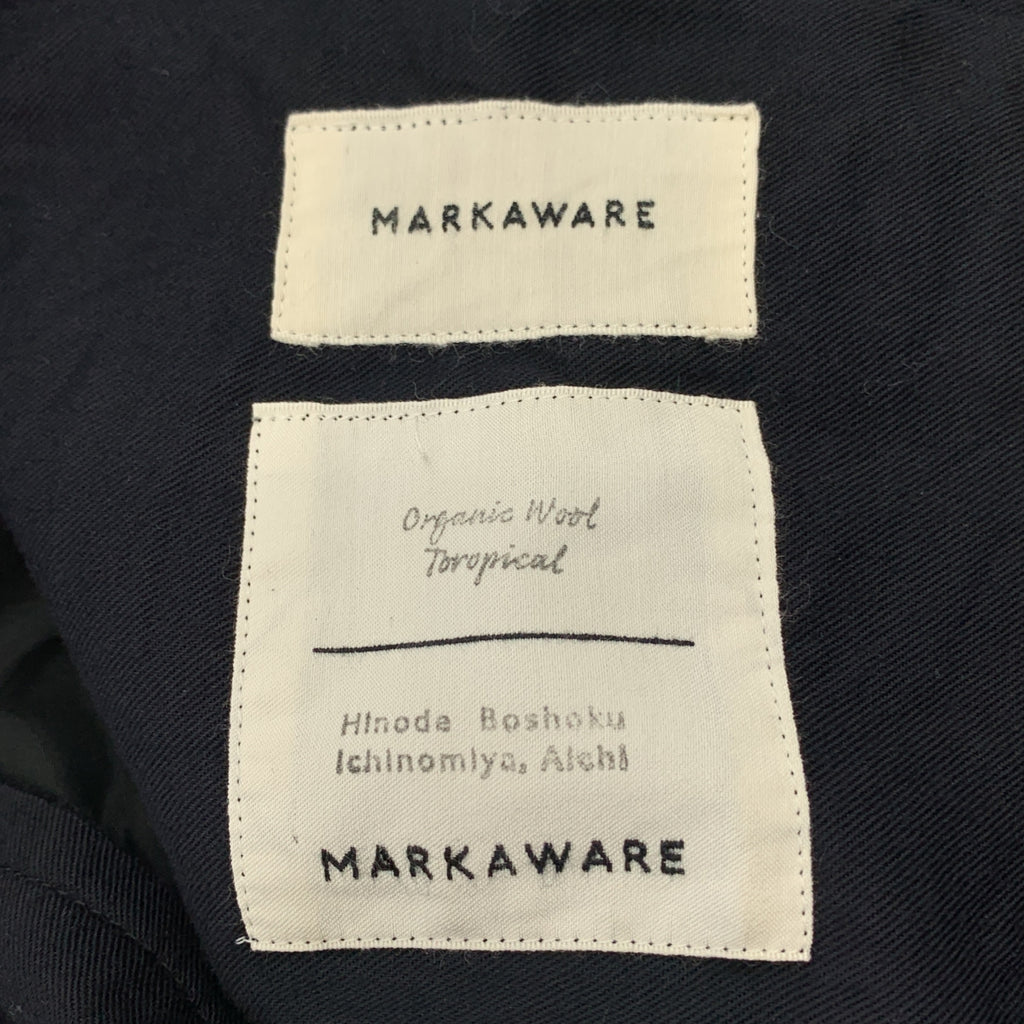 MARKAWARE
Organic Wool
Toropical
Hinode Boshoku
Ichinomiya, Aichi
MARKAWARE